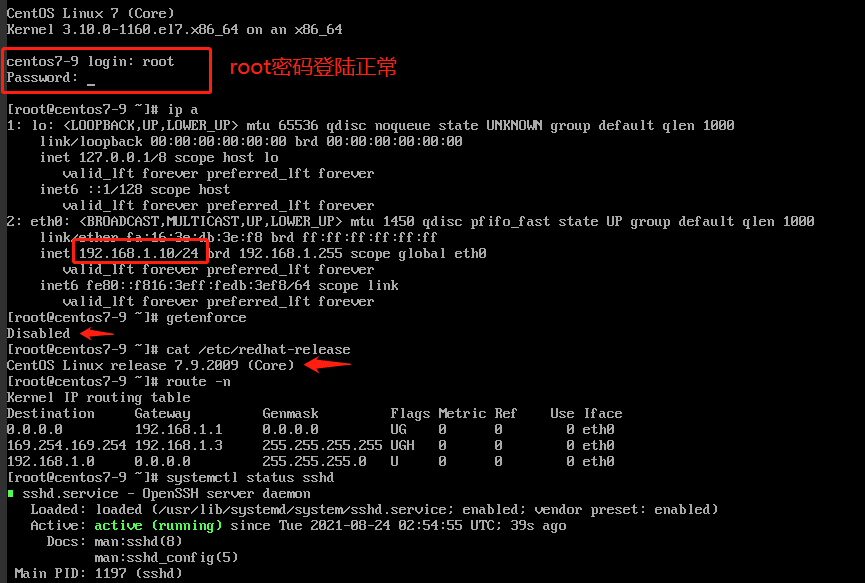 CentOS Linux 7 (Core)
Kernel 3.10.0-1160.el7.x86_64 on an x86_64
centos7-9 login: root
Password: _
root密码登陆正常
[root@centos7-9 ~]# ip a
1: lo: <LOOPBACK,UP,LOWER_UP> mtu 65536 qdisc noqueue state UNKNOWN group default qlen 1000
link/loopback 00:00:00:00:00:00 brd 00:00:00:00:00:00
inet 127.0.0.1/8 scope host lo
valid_lft forever preferred_lft forever
inet6 ::1/128 scope host
valid_lft forever preferred_lft forever
2: eth0: <BROADCAST,MULTICAST,UP,LOWER_UP> mtu 1450 qdisc pfifo_fast state UP group default qlen 1000
link/ether fa:16:3e:db:3e:f8 brd ff:ff:ff:ff:ff:ff
inet 192.168.1.10/24 brd 192.168.1.255 scope global eth0
valid_lft forever preferred_lft forever
inet6 fe80::f816:3eff:fedb:3ef8/64 scope link
valid_lft forever preferred_lft forever
[root@centos7-9 ~]# getenforce
Disabled
[root@centos7-9 ~]# cat /etc/redhat-release
CentOS Linux release 7.9.2009 (Core)
[root@centos7-9 ~]# route -n
Kernel IP routing table
Destination Gateway Genmask Flags Metric Ref Use Iface
0.0.0.0 192.168.1.1 0.0.0.0 UG 0 0 0 eth0
169.254.169.254 192.168.1.3 255.255.255.255 UGH 0 0 0 eth0
192.168.1.0 0.0.0.0 255.255.255.0 U 0 0 0 eth0
[root@centos7-9 ~]# systemctl status sshd
sshd.service - OpenSSH server daemon
Loaded: loaded (/usr/lib/systemd/system/sshd.service; enabled; vendor preset: enabled)
Active: active (running) since Tue 2021-08-24 02:54:55 UTC; 39s ago
Docs: man:sshd(8)
man:sshd_config(5)
Main PID: 1197 (sshd)